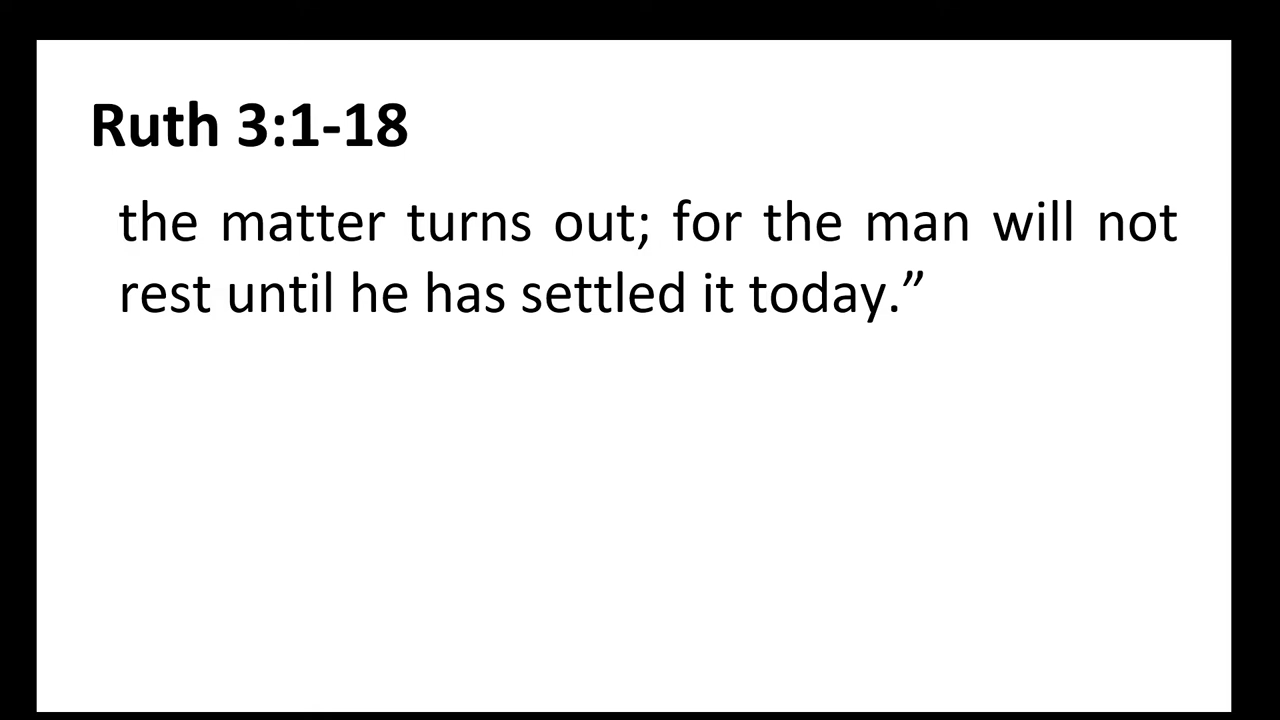 Ruth 3:1-18
the matter turns out; for the man will not
rest until he has settled it today.”